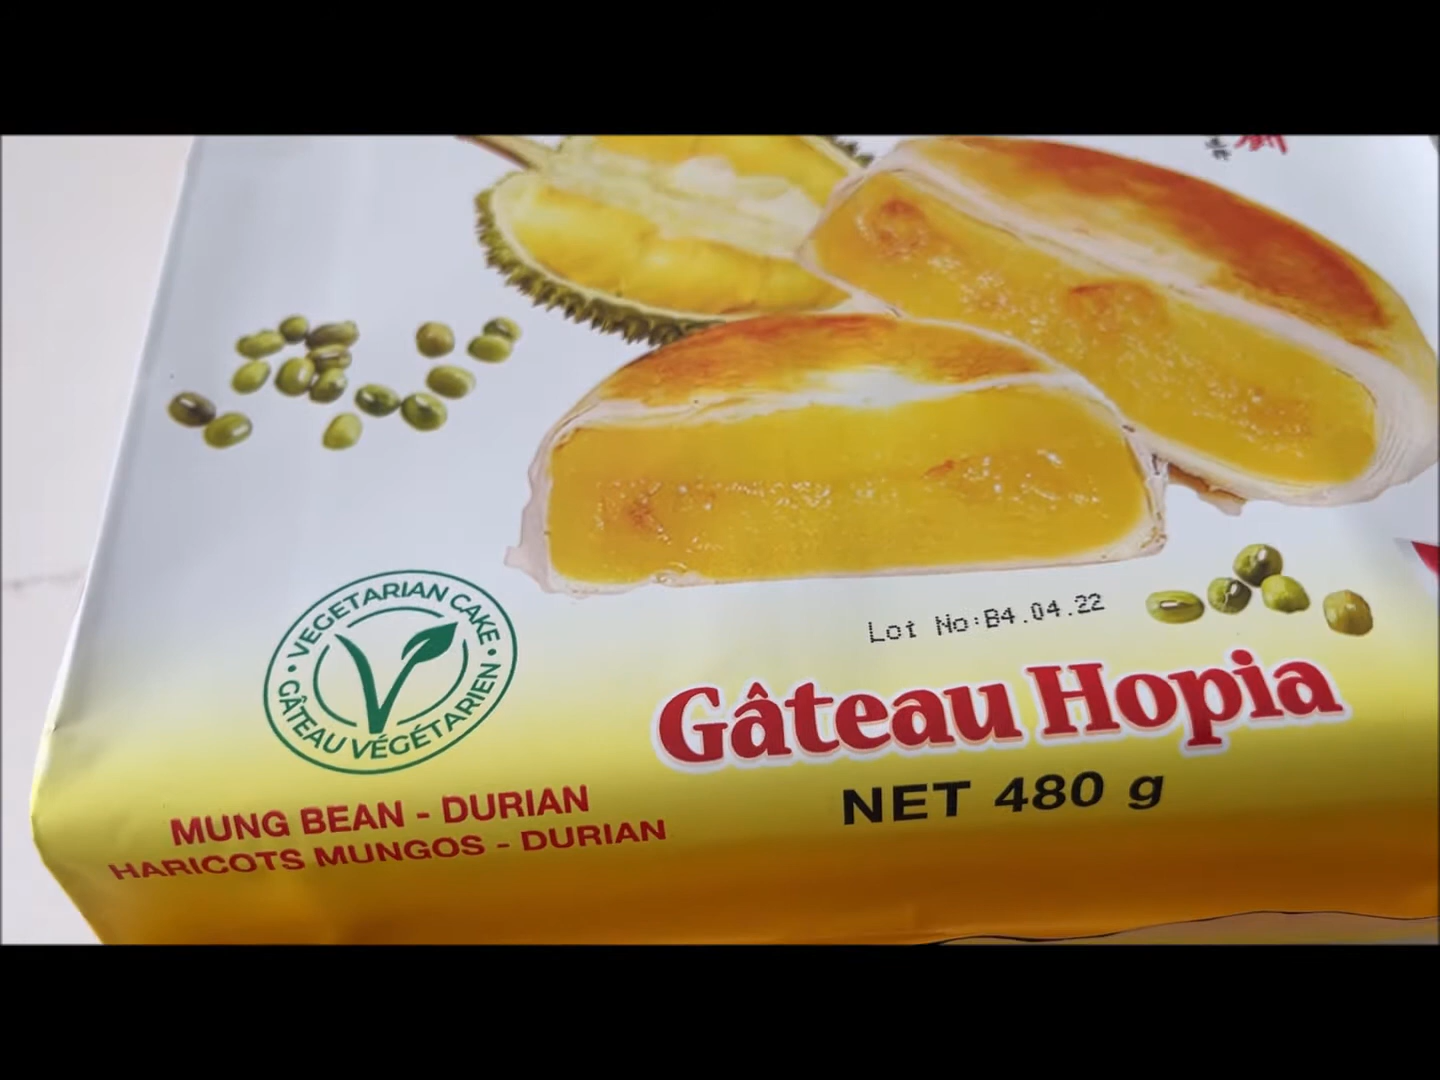 VEGETARIAN CAKE
GÂTEAU VÉGÉTARIEN
Lot No:B4.04.22
Gâteau Hopia
NET 480 g
MUNG BEAN - DURIAN
HARICOTS MUNGOS - DURIAN